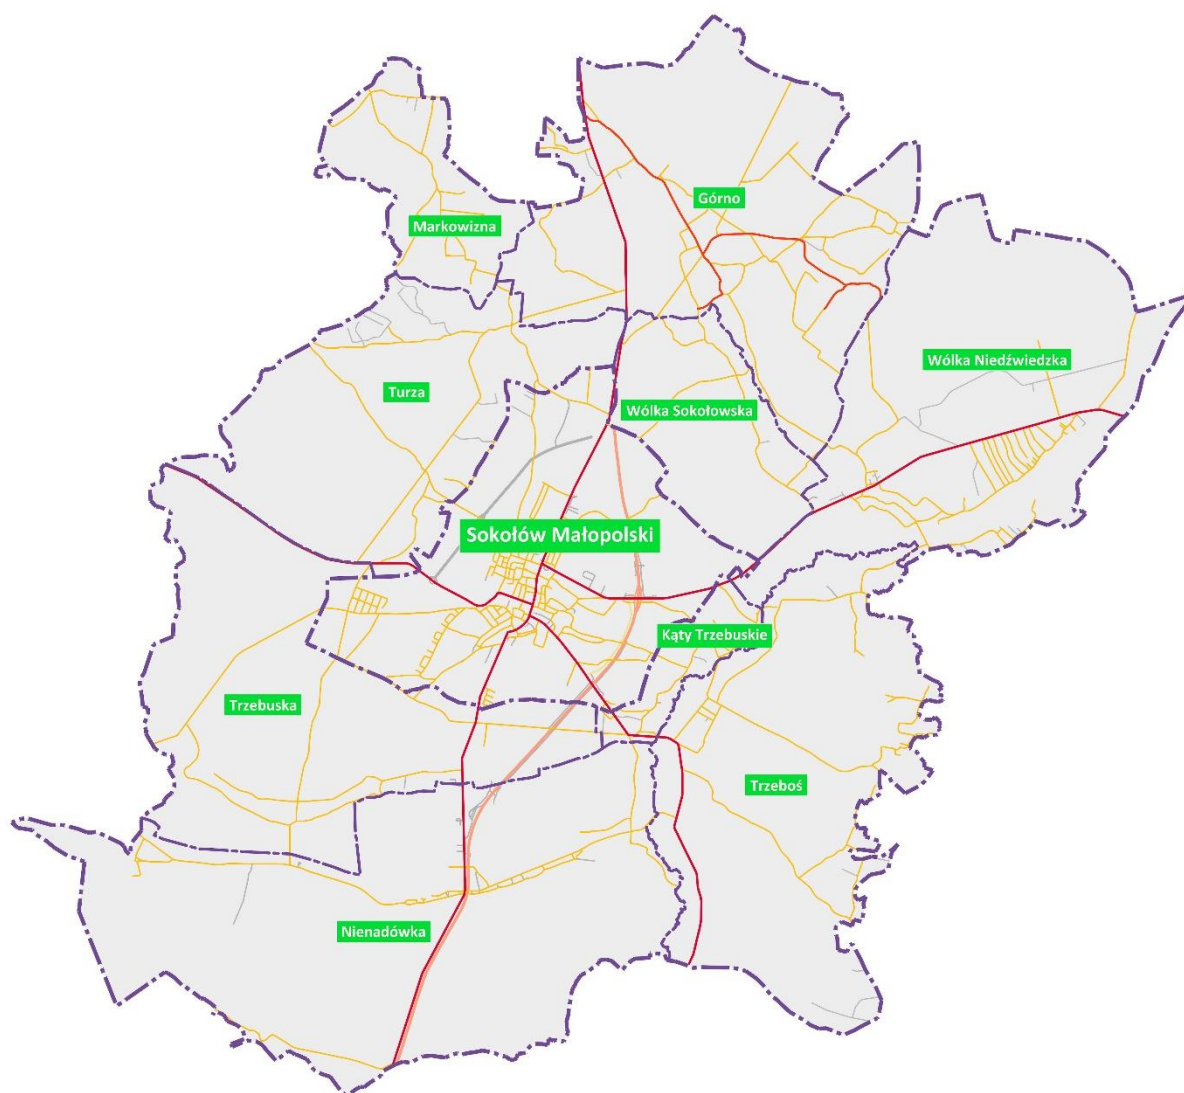 Górno
Markowizna
Wólka Niedźwiedzka
Turza
Wólka Sokołowska
Sokołów Małopolski
Kąty Trzebuskie
Trzebuska
Trzeboś
Nienadówka